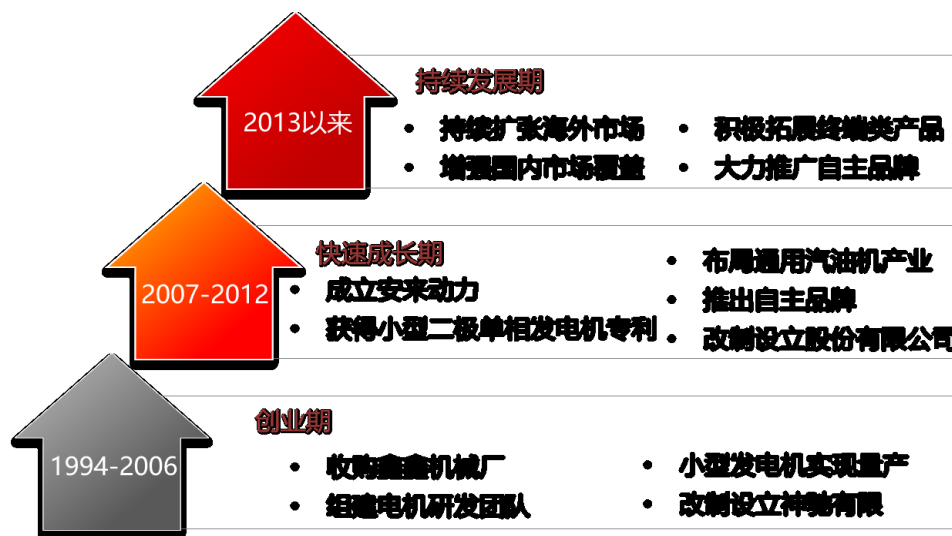 2013以来
持续发展期
持续扩张海外市场
积极拓展终端类产品
增强国内市场覆盖
大力推广自主品牌
2007-2012
快速成长期
布局通用汽油机产业
成立安来动力
推出自主品牌
获得小型二极单相发电机专利
改制设立股份有限公司
1994-2006
创业期
收购鑫鑫机械厂
小型发电机实现量产
组建电机研发团队
改制设立神驰有限